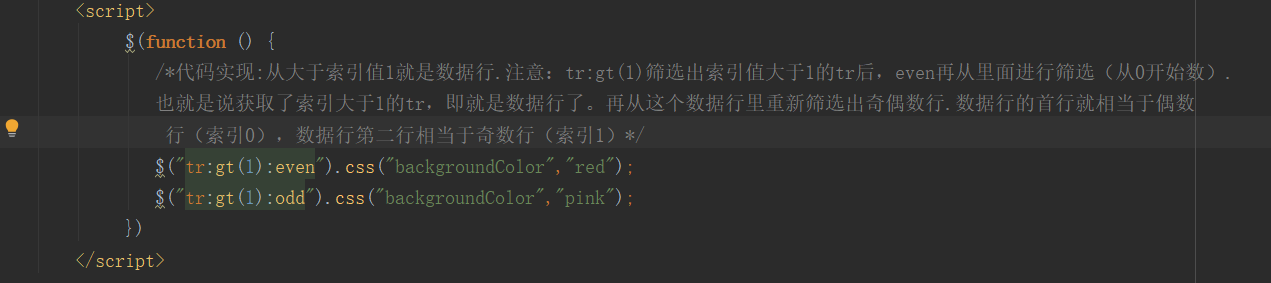 <script>
$(function () {
/*代码实现:从大于索引值1就是数据行.注意：tr:gt(1)筛选出索引值大于1的tr后，even再从里面进行筛选（从0开始数）.
也就是说获取了索引大于1的tr，即就是数据行了。再从这个数据行里重新筛选出奇偶数行.数据行的首行就相当于偶数
行（索引0），数据行第二行相当于奇数行（索引1）*/
$("tr:gt(1):even").css("backgroundColor","red");
$("tr:gt(1):odd").css("backgroundColor","pink");
})
</script>